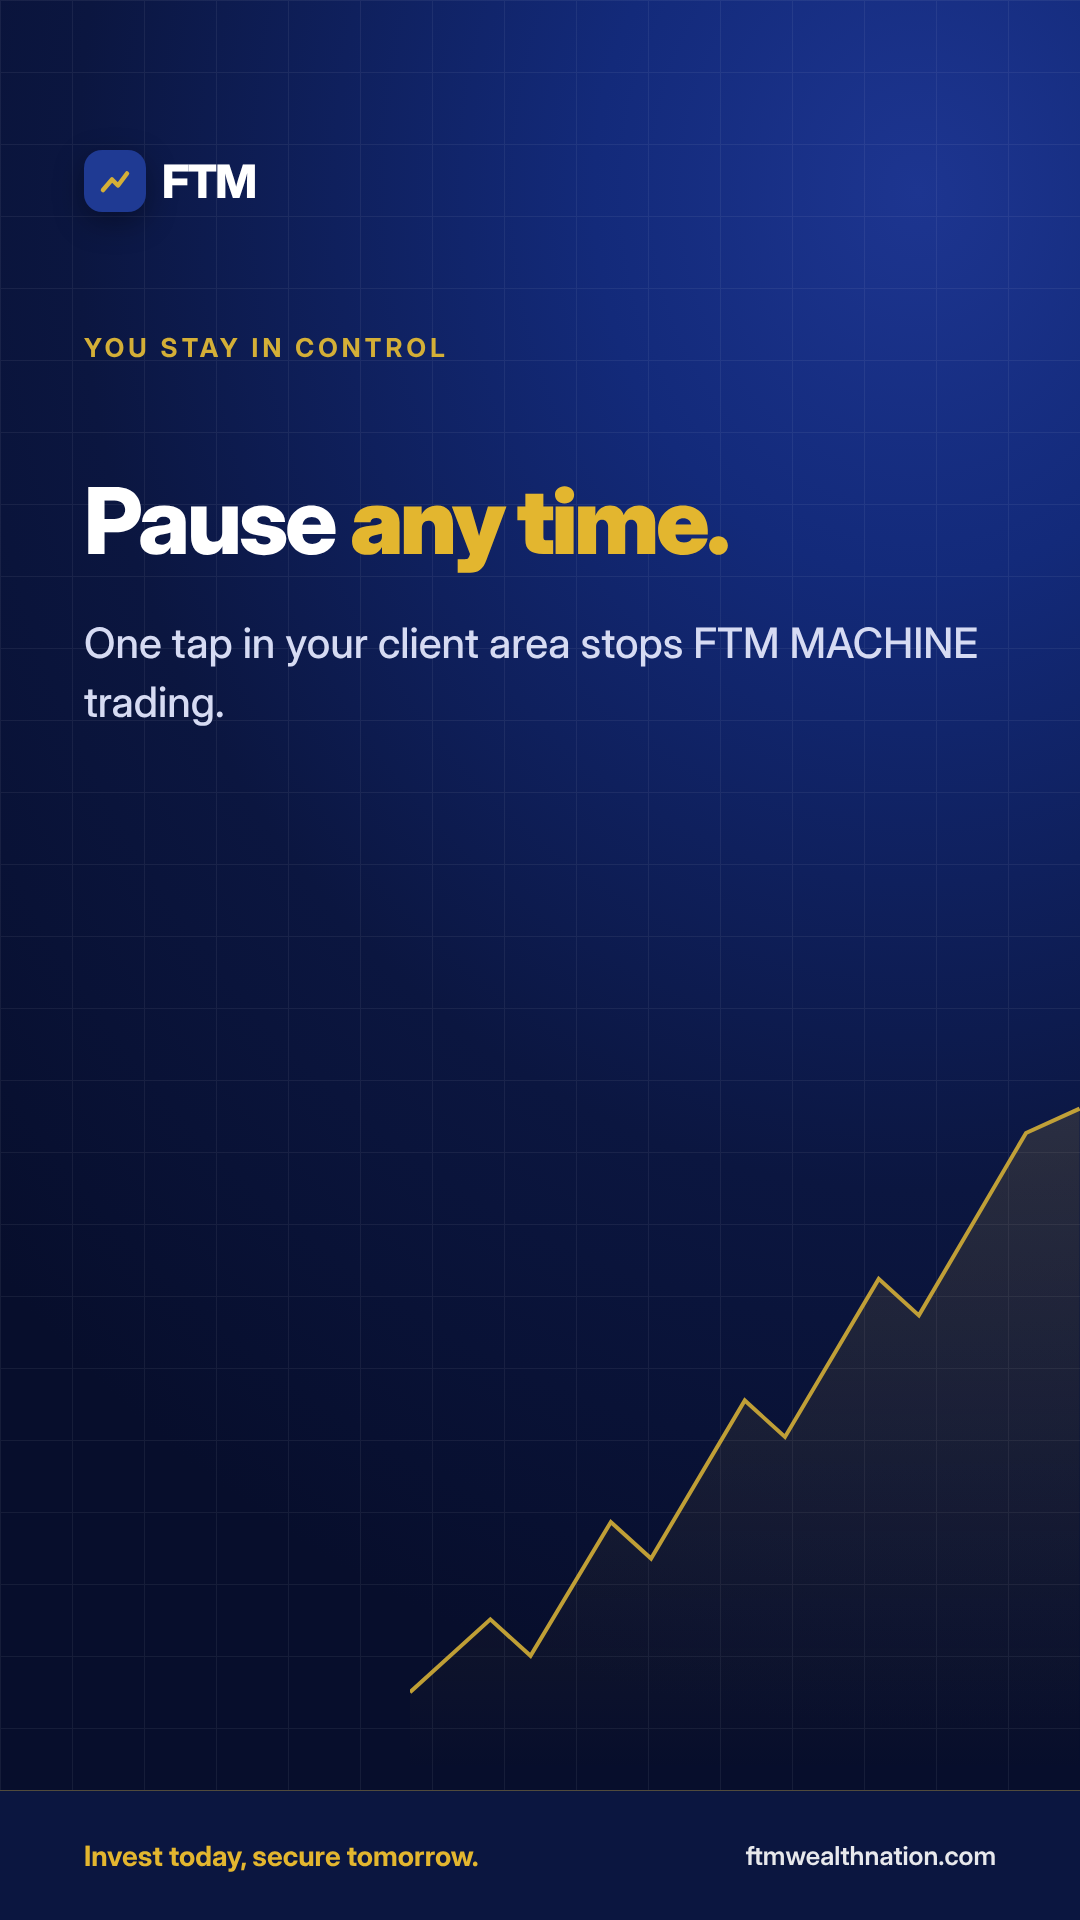 FTM
YOU STAY IN CONTROL
Pause any time.
One tap in your client area stops FTM MACHINE
trading.
Invest today, secure tomorrow.
ftmwealthnation.com